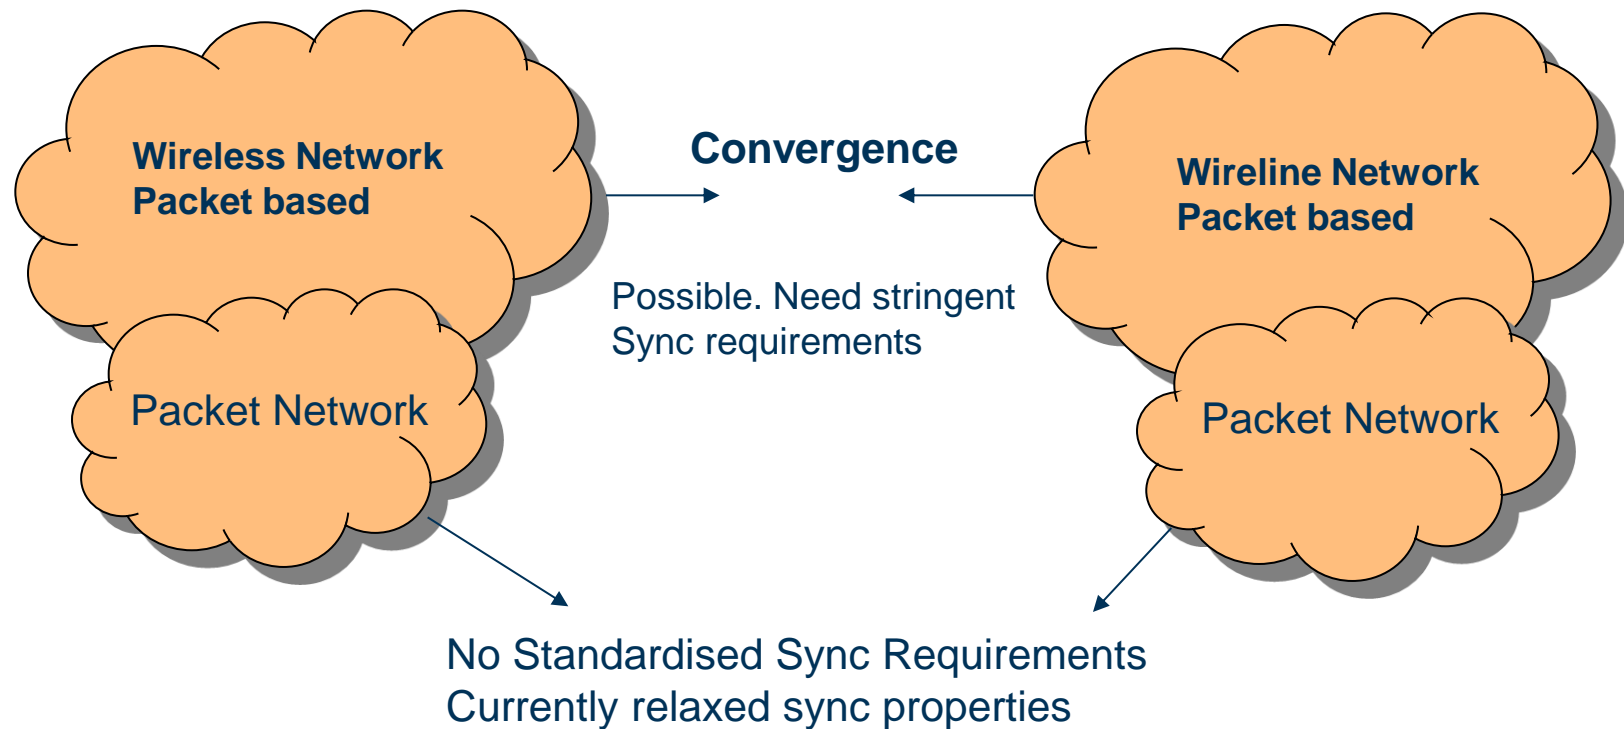 Wireless Network
Packet based
Convergence
Wireline Network
Packet based
Possible. Need stringent
Sync requirements
Packet Network
Packet Network
No Standardised Sync Requirements
Currently relaxed sync properties